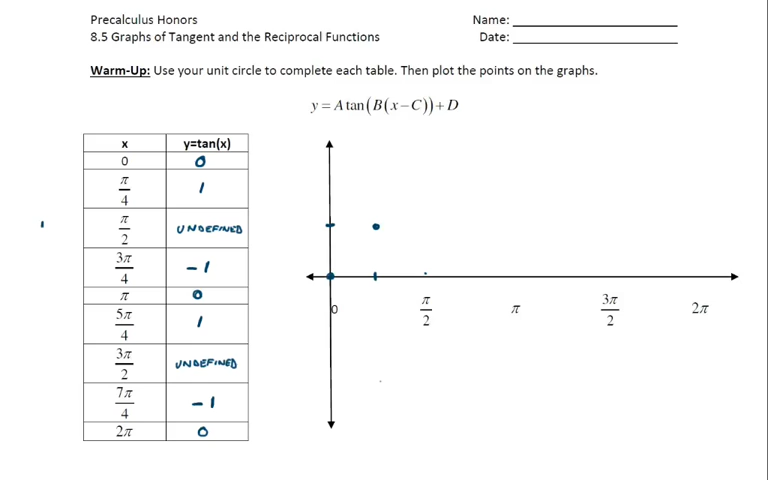 Precalculus Honors Name: ____________________
8.5 Graphs of Tangent and the Reciprocal Functions Date: ____________________
Warm-Up: Use your unit circle to complete each table. Then plot the points on the graphs.
y = A tan(B(x−C))+D
x y=tan(x)
0 0
π/4 1
π/2 UNDEFINED
3π/4 −1
π 0
5π/4 1
3π/2 UNDEFINED
7π/4 −1
2π 0
1
0 π/2 π 3π/2 2π